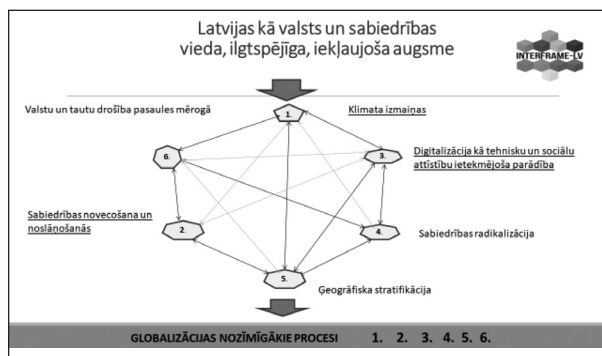 Latvijas kā valsts un sabiedrības
vieda, ilgtspējīga, iekļaujoša augsme
INTERFRAME-LV
Valstu un tautu drošība pasaules mērogā
Klimata izmaiņas
1.
6.
3.
Digitalizācija kā tehnisku un sociālu
attīstību ietekmējoša parādība
Sabiedrības novecošana un
noslāņošanās
2.
4.
Sabiedrības radikalizācija
5.
Ģeogrāfiska stratifikācija
GLOBALIZĀCIJAS NOZĪMĪGĀKIE PROCESI 1. 2. 3. 4. 5. 6.